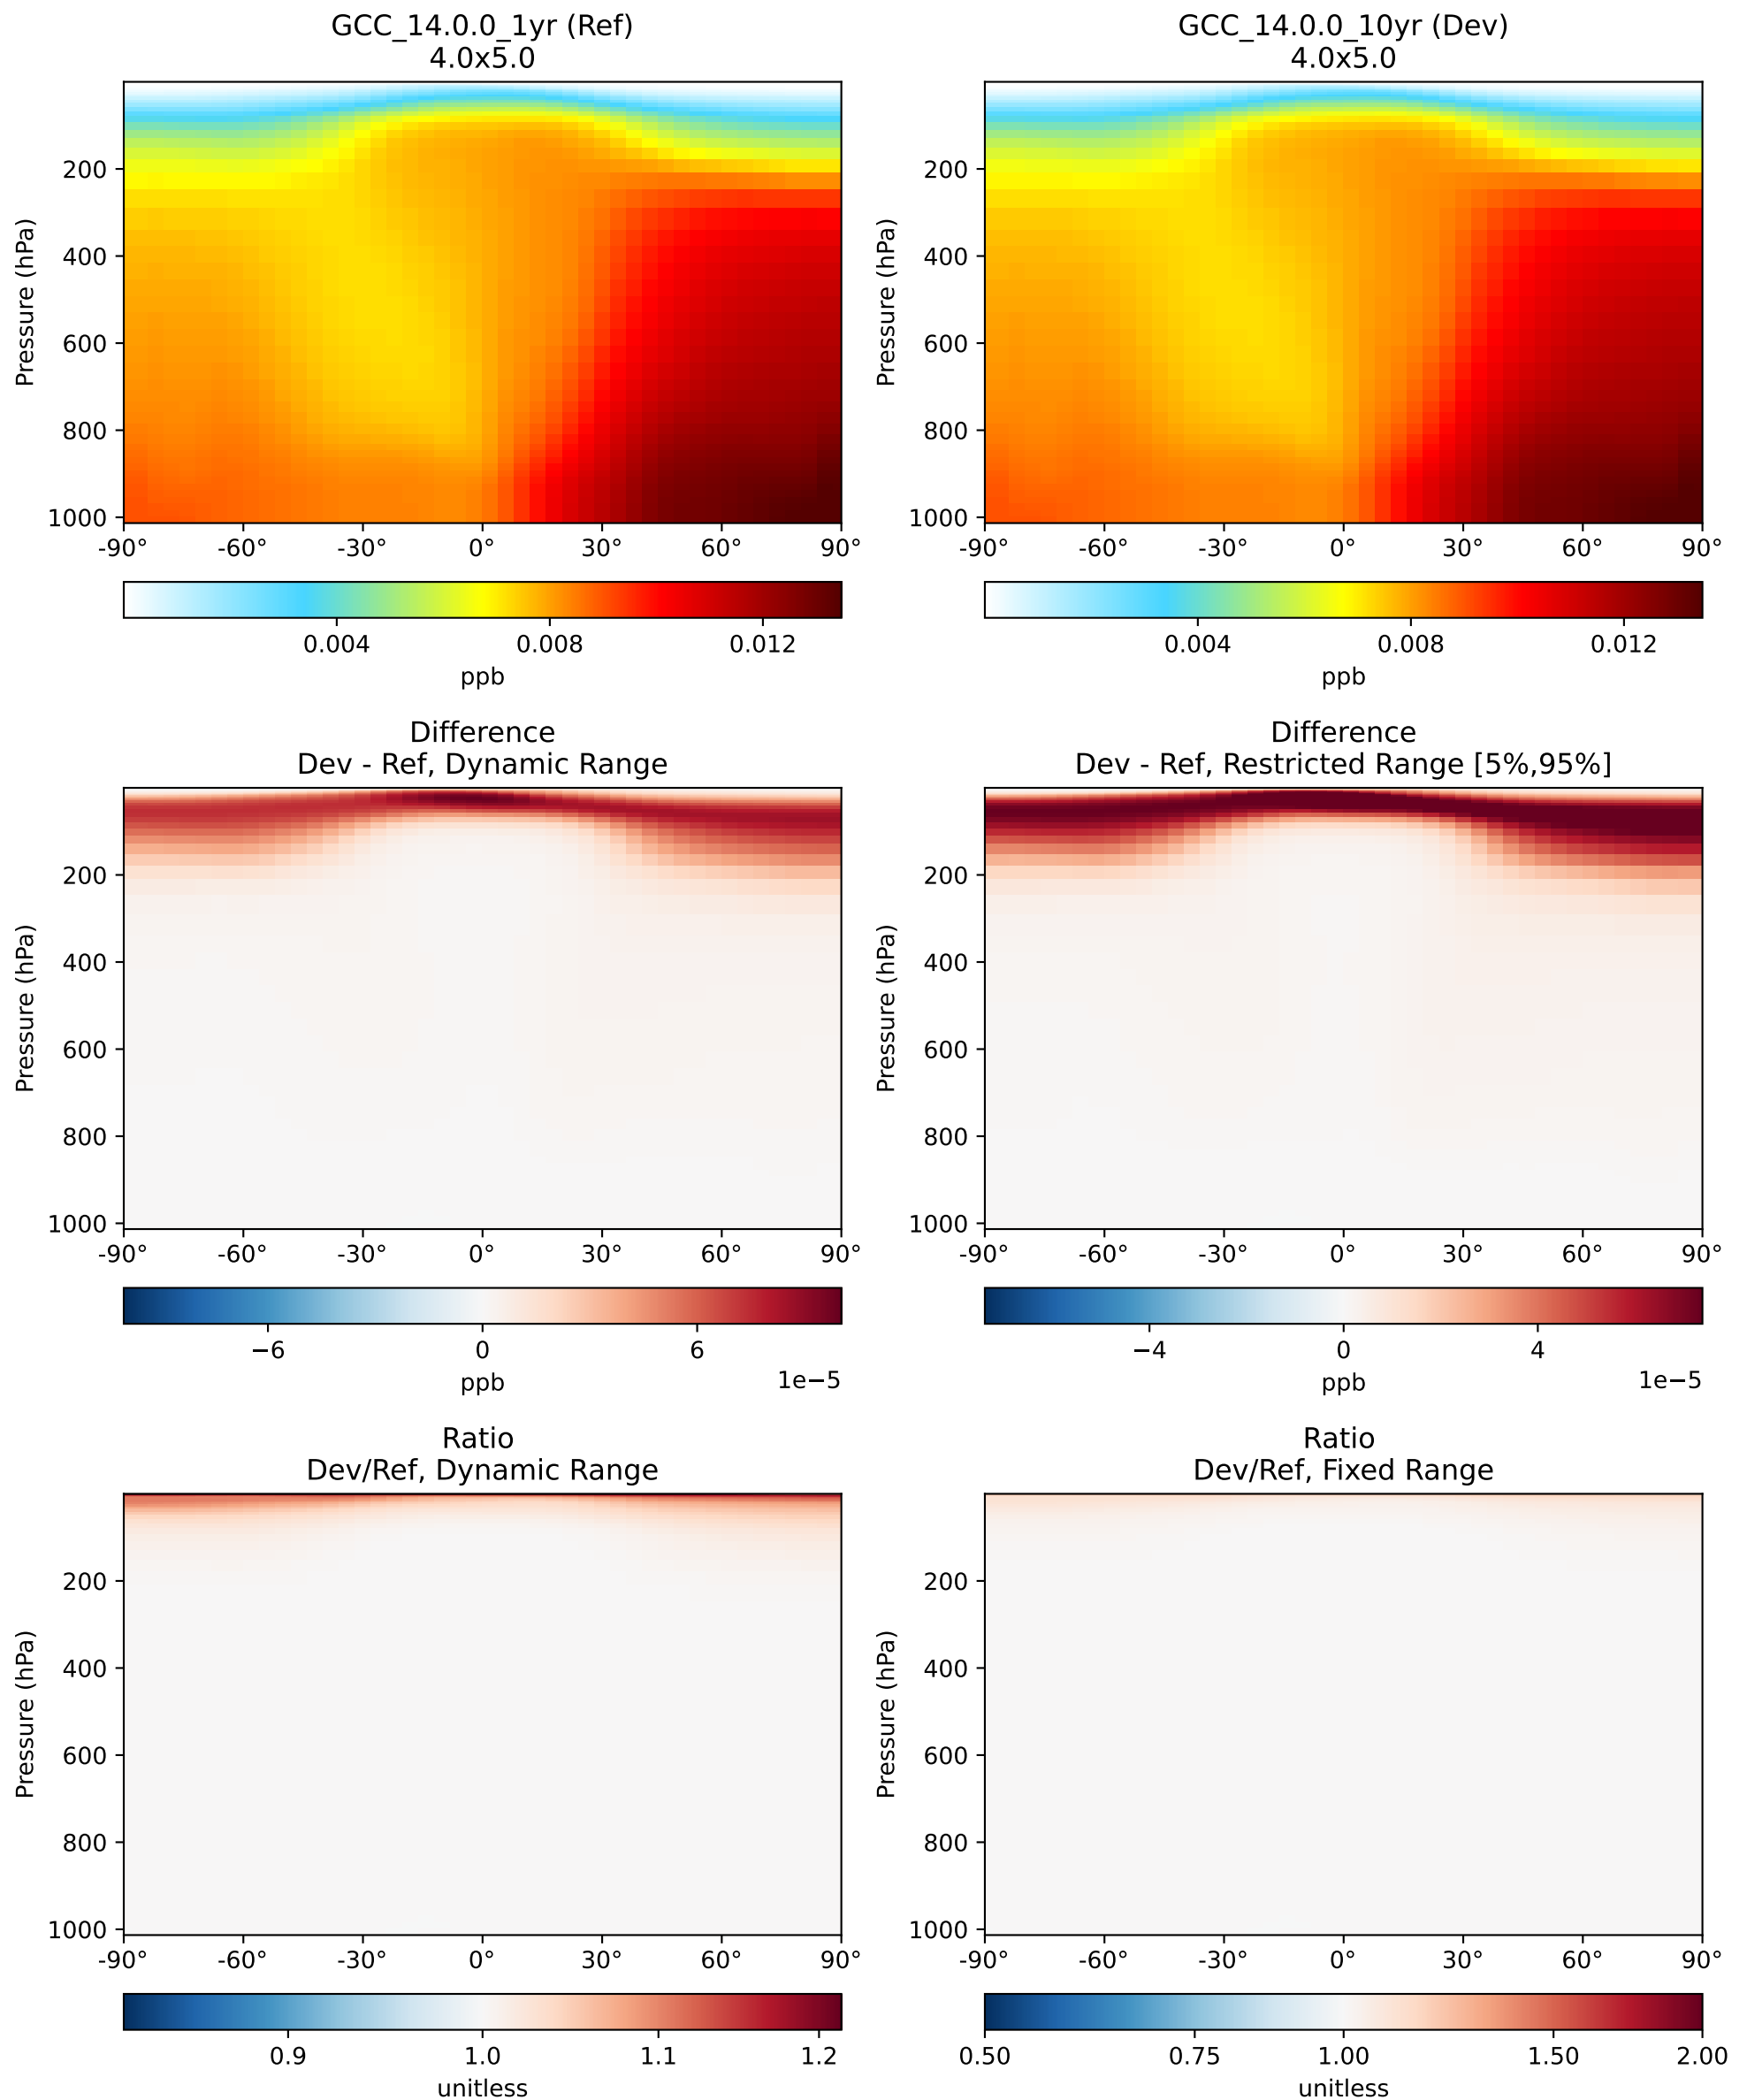 GCC_14.0.0_1yr (Ref)
4.0x5.0
GCC_14.0.0_10yr (Dev)
4.0x5.0
Pressure (hPa)
200
400
600
800
1000
-90° -60° -30° 0° 30° 60° 90°
0.004 0.008 0.012
ppb
Pressure (hPa)
200
400
600
800
1000
-90° -60° -30° 0° 30° 60° 90°
0.004 0.008 0.012
ppb
Difference
Dev - Ref, Dynamic Range
Pressure (hPa)
200
400
600
800
1000
-90° -60° -30° 0° 30° 60° 90°
−6 0 6
ppb
1e−5
Difference
Dev - Ref, Restricted Range [5%,95%]
Pressure (hPa)
200
400
600
800
1000
-90° -60° -30° 0° 30° 60° 90°
−4 0 4
ppb
1e−5
Ratio
Dev/Ref, Dynamic Range
Pressure (hPa)
200
400
600
800
1000
-90° -60° -30° 0° 30° 60° 90°
0.9 1.0 1.1 1.2
unitless
Ratio
Dev/Ref, Fixed Range
Pressure (hPa)
200
400
600
800
1000
-90° -60° -30° 0° 30° 60° 90°
0.50 0.75 1.00 1.50 2.00
unitless